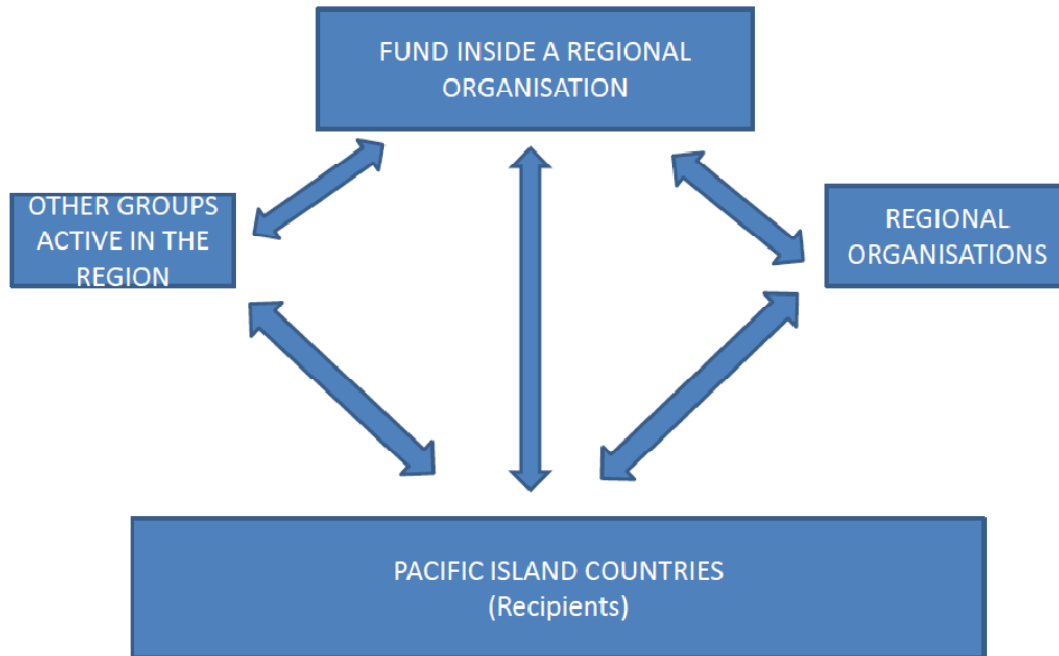 FUND INSIDE A REGIONAL
ORGANISATION
OTHER GROUPS
ACTIVE IN THE
REGION
REGIONAL
ORGANISATIONS
PACIFIC ISLAND COUNTRIES
(Recipients)